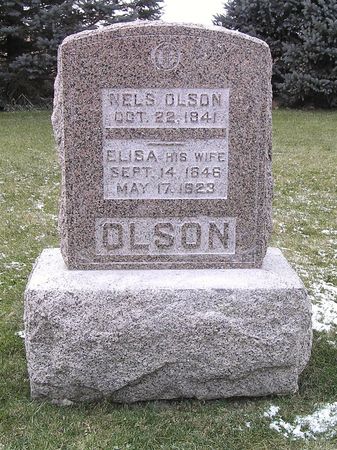 NELS OLSON
OCT. 22, 1841
ELISA HIS WIFE
SEPT. 14, 1846
MAY 17, 1923
OLSON